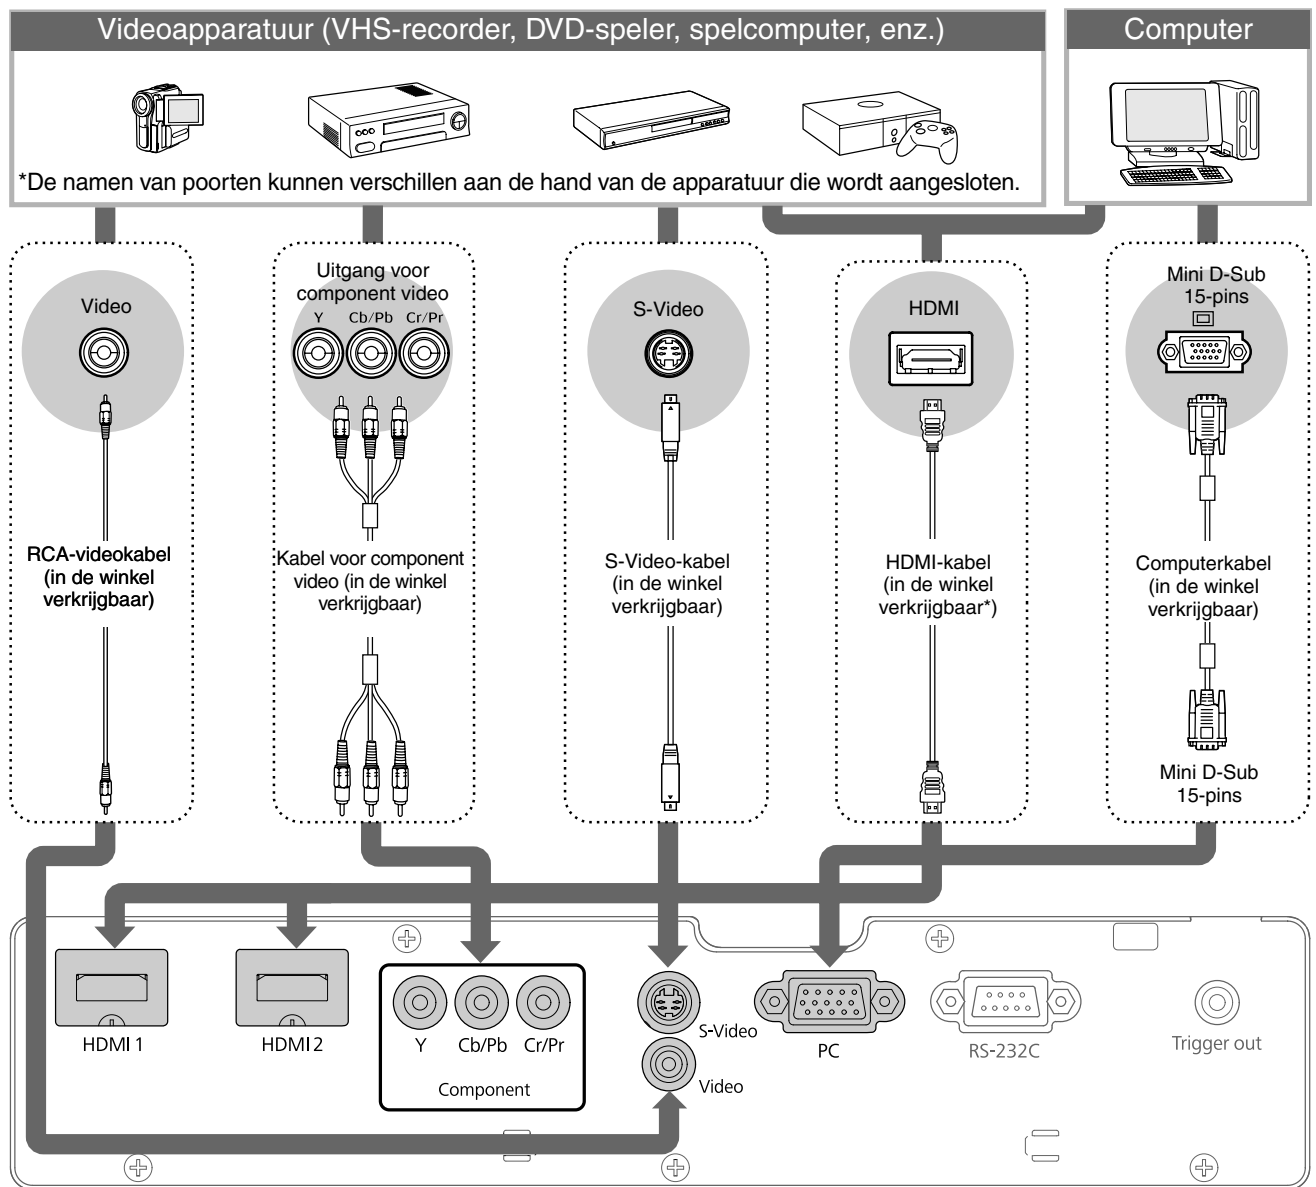 Videoapparatuur (VHS-recorder, DVD-speler, spelcomputer, enz.)
Computer
*De namen van poorten kunnen verschillen aan de hand van de apparatuur die wordt aangesloten.
Video
Uitgang voor
component video
Y Cb/Pb Cr/Pr
S-Video
HDMI
Mini D-Sub
15-pins
RCA-videokabel
(in de winkel
verkrijgbaar)
Kabel voor component
video (in de winkel
verkrijgbaar)
S-Video-kabel
(in de winkel
verkrijgbaar)
HDMI-kabel
(in de winkel
verkrijgbaar*)
Computerkabel
(in de winkel
verkrijgbaar)
Mini D-Sub
15-pins
HDMI 1
HDMI 2
Y Cb/Pb Cr/Pr
Component
S-Video
Video
PC
RS-232C
Trigger out